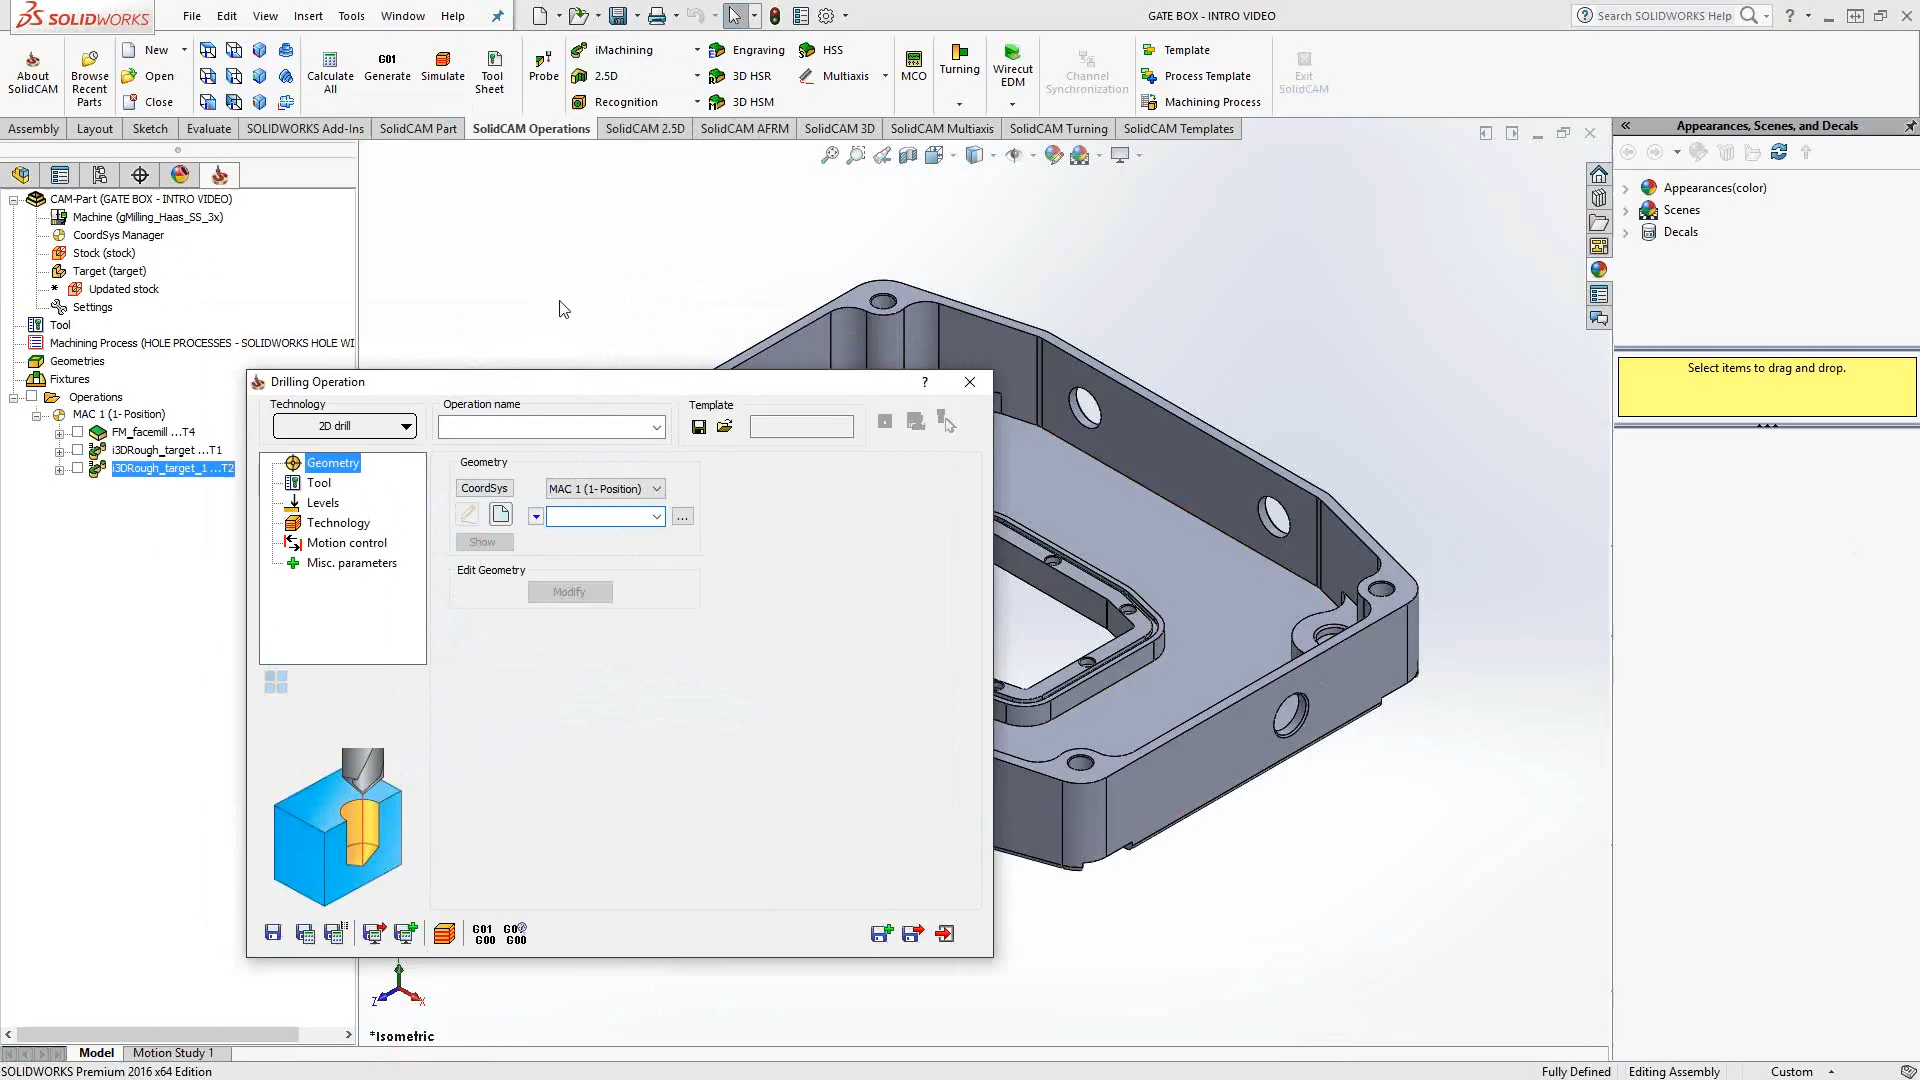 SOLIDWORKS
File Edit View Insert Tools Window Help
GATE BOX - INTRO VIDEO
Search SOLIDWORKS Help
About SolidCAM
Browse Recent Parts
New
Open
Close
Calculate All
G01
Generate
Simulate
Tool Sheet
Probe
iMachining
2.5D
Recognition
Engraving
3D HSR
3D HSM
HSS
Multiaxis
MCO
Turning
Wirecut EDM
Channel Synchronization
Template
Process Template
Machining Process
Exit SolidCAM
Assembly Layout Sketch Evaluate SOLIDWORKS Add-Ins SolidCAM Part SolidCAM Operations SolidCAM 2.5D SolidCAM AFRM SolidCAM 3D SolidCAM Multiaxis SolidCAM Turning SolidCAM Templates
Appearances, Scenes, and Decals
Appearances(color)
Scenes
Decals
Select items to drag and drop.
CAM-Part (GATE BOX - INTRO VIDEO)
Machine (gMilling_Haas_SS_3x)
CoordSys Manager
Stock (stock)
Target (target)
* Updated stock
Settings
Tool
Machining Process (HOLE PROCESSES - SOLIDWORKS HOLE WI
Geometries
Fixtures
Operations
MAC 1 (1- Position)
FM_facemill ...T4
i3DRough_target ...T1
i3DRough_target_1 ...T2
Drilling Operation ?
Technology
2D drill
Operation name
Template
Geometry
Tool
Levels
Technology
Motion control
Misc. parameters
Geometry
CoordSys
MAC 1 (1- Position)
...
Show
Edit Geometry
Modify
G01 G00
G0 G00
Z X
*Isometric
Model Motion Study 1
SOLIDWORKS Premium 2016 x64 Edition
Fully Defined Editing Assembly Custom